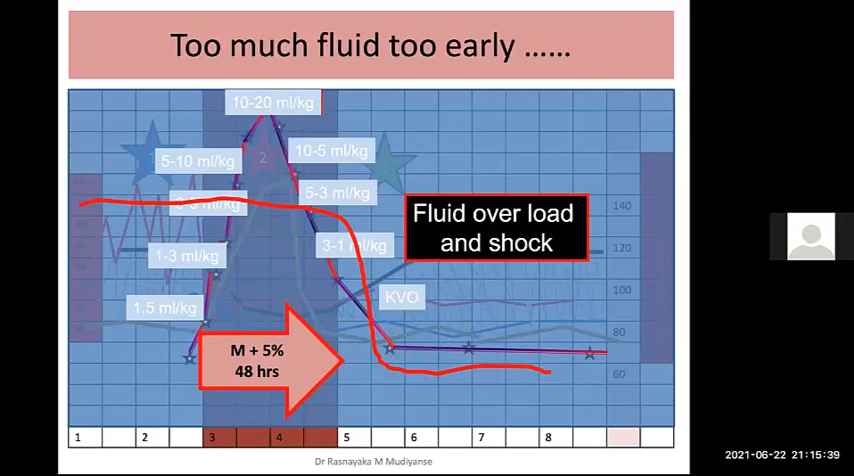 Too much fluid too early ......
10-20 ml/kg
5-10 ml/kg
10-5 ml/kg
2
5-3 ml/kg
1-3 ml/kg
3-1 ml/kg
1.5 ml/kg
KVO
Fluid over load
and shock
140
120
100
80
60
M + 5%
48 hrs
1 2 3 4 5 6 7 8
Dr Rasnayaka M Mudiyanse
2021-06-22 21:15:39